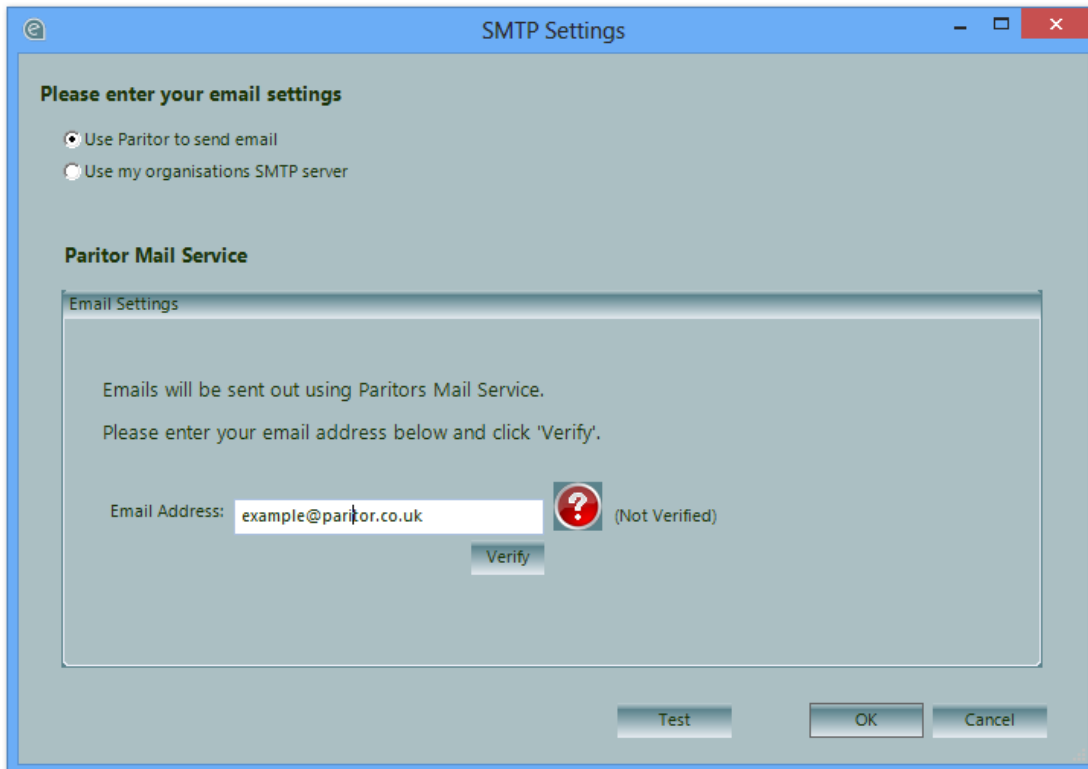 SMTP Settings
Please enter your email settings
Use Paritor to send email
Use my organisations SMTP server
Paritor Mail Service
Email Settings
Emails will be sent out using Paritors Mail Service.
Please enter your email address below and click 'Verify'.
Email Address: example@paritor.co.uk ? (Not Verified)
Verify
Test OK Cancel